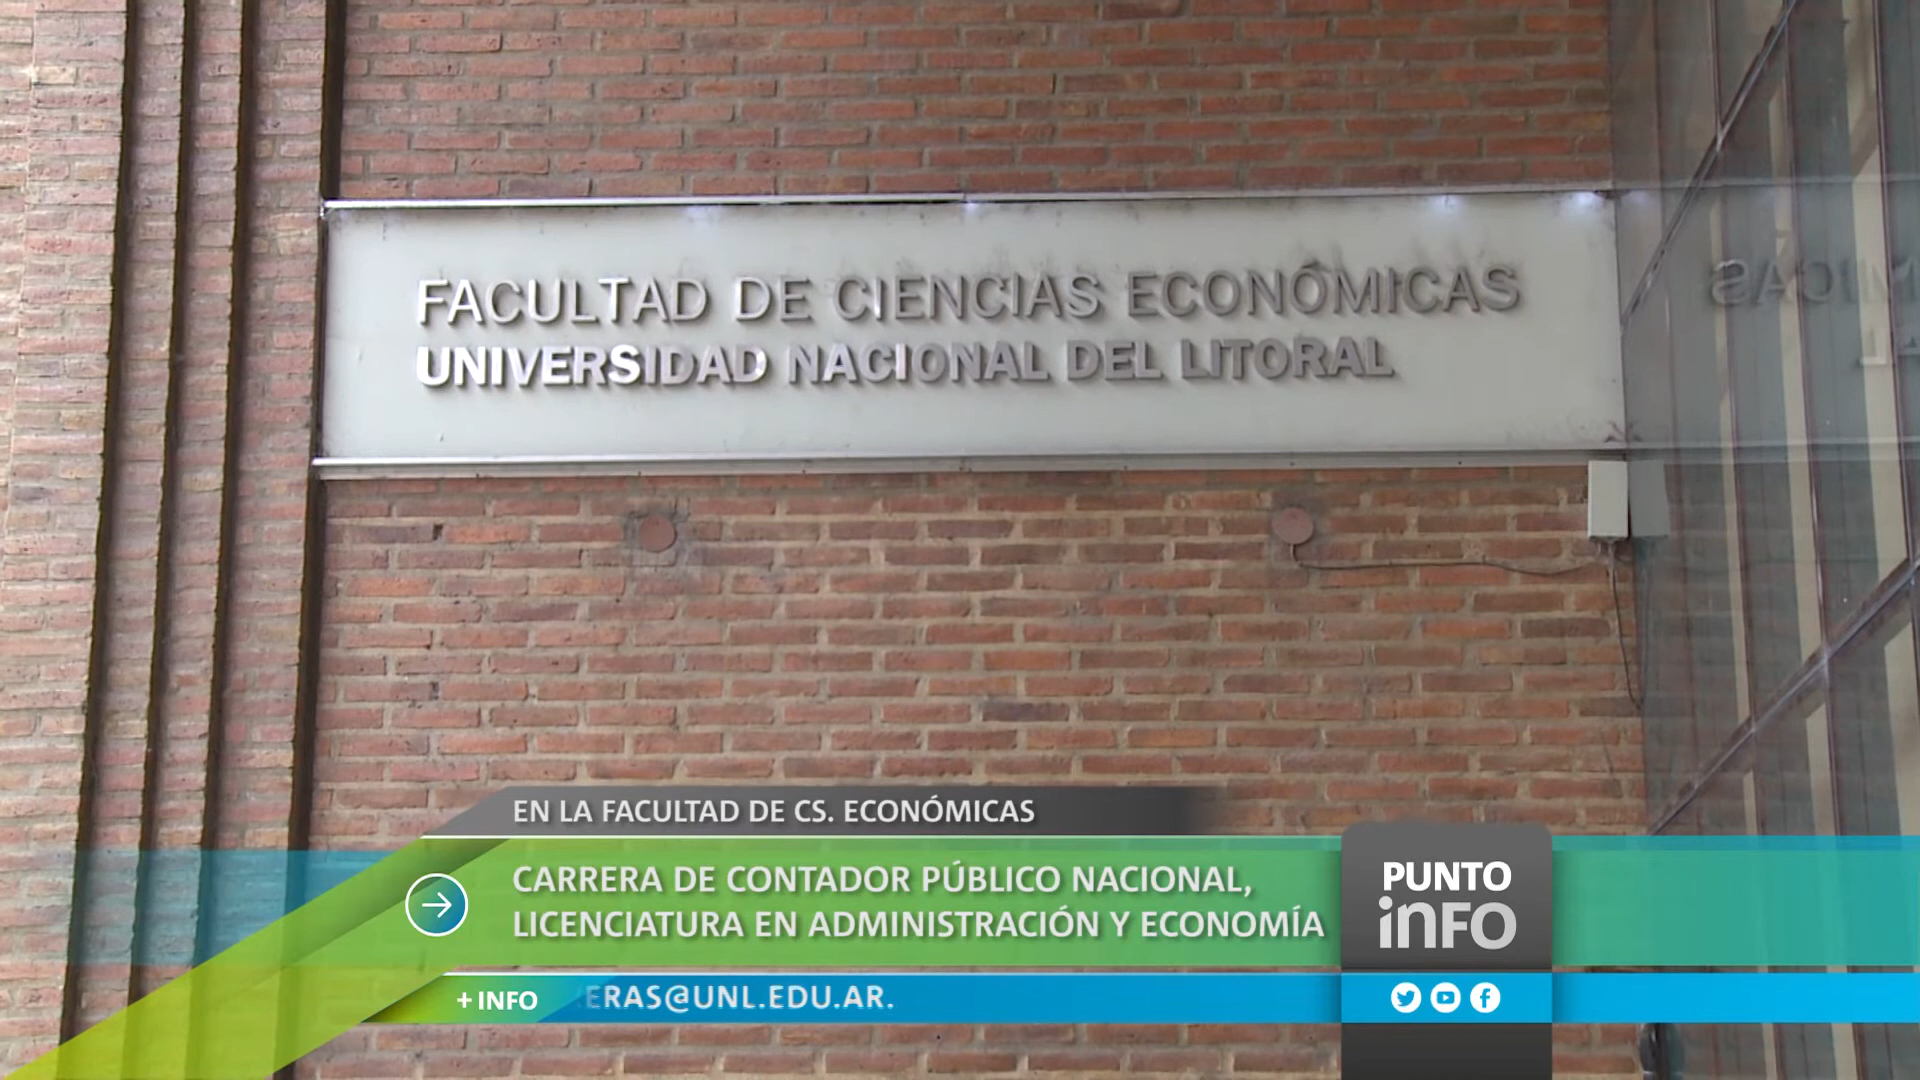 FACULTAD DE CIENCIAS ECONÓMICAS
UNIVERSIDAD NACIONAL DEL LITORAL
EN LA FACULTAD DE CS. ECONÓMICAS
CARRERA DE CONTADOR PÚBLICO NACIONAL,
LICENCIATURA EN ADMINISTRACIÓN Y ECONOMÍA
PUNTO
inFO
+ INFO
ERAS@UNL.EDU.AR.